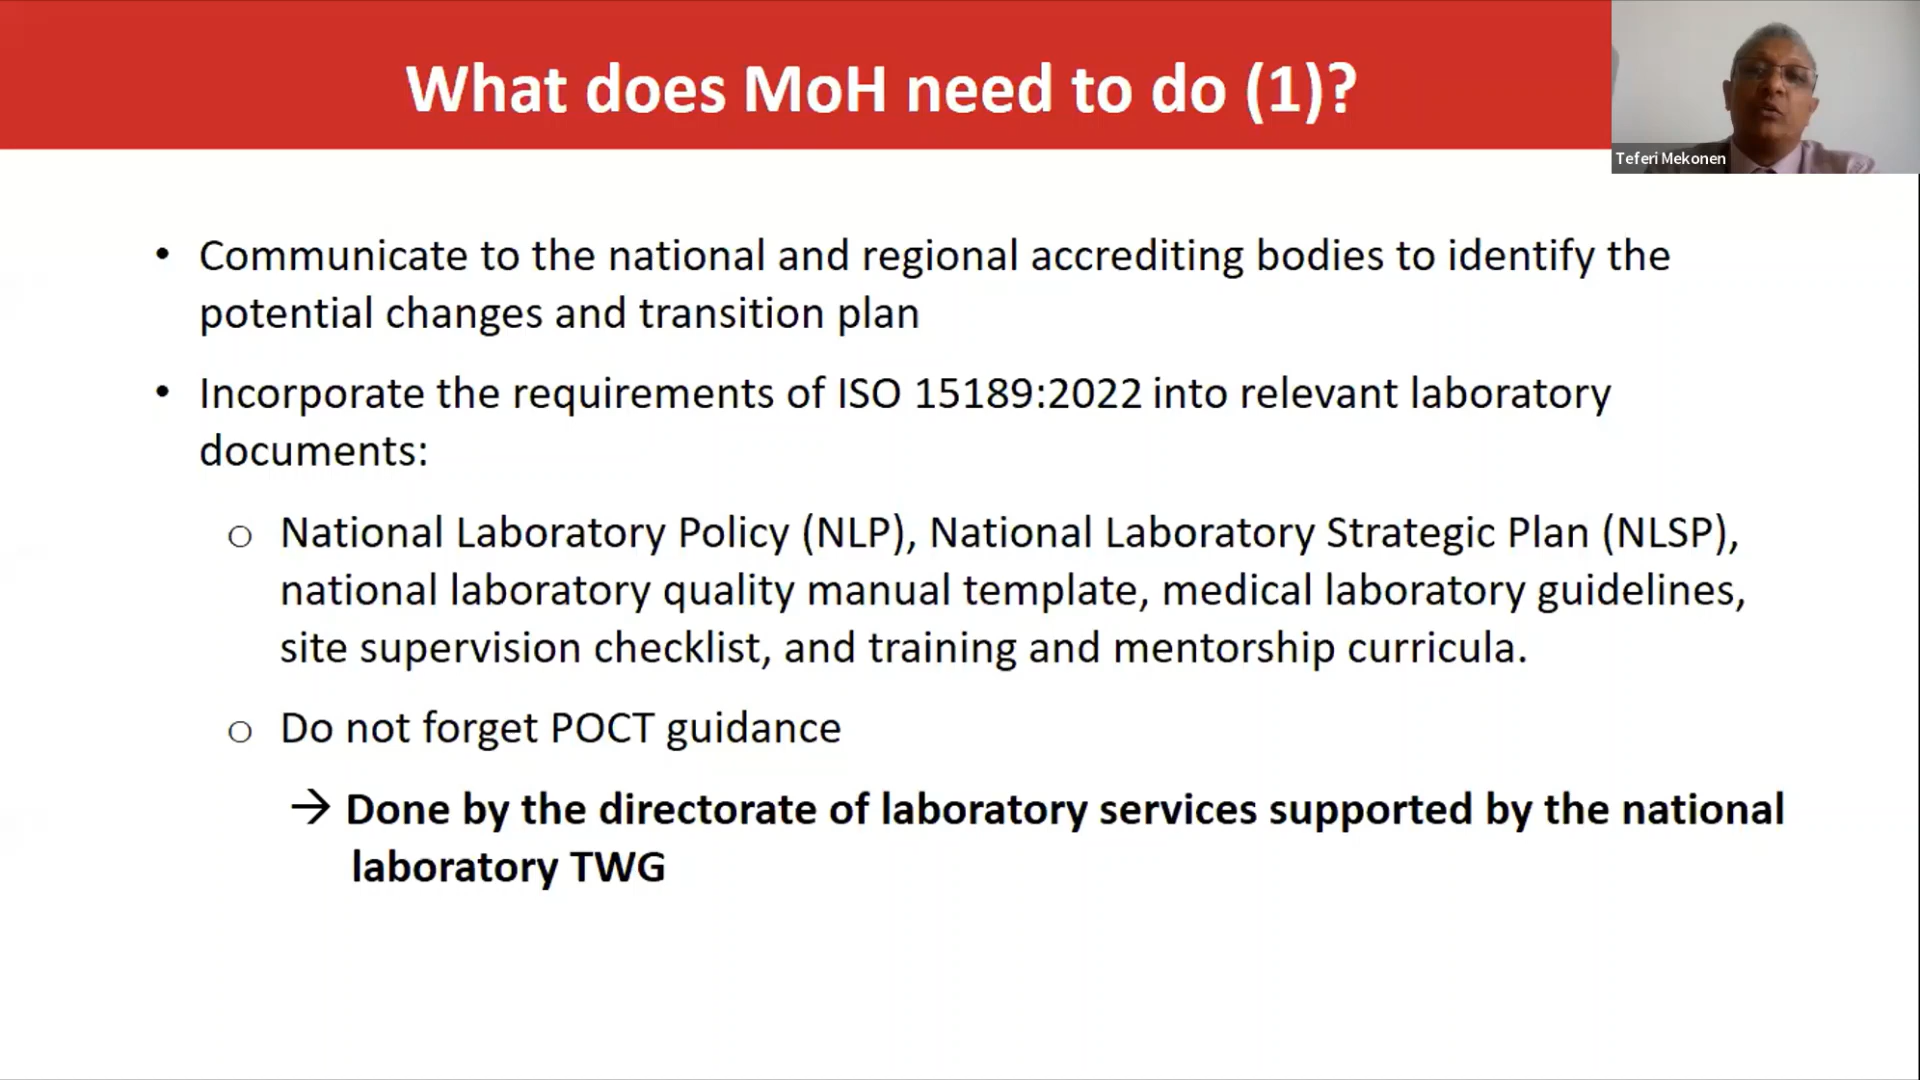 What does MoH need to do (1)?
Teferi Mekonen
• Communicate to the national and regional accrediting bodies to identify the
potential changes and transition plan
• Incorporate the requirements of ISO 15189:2022 into relevant laboratory
documents:
o National Laboratory Policy (NLP), National Laboratory Strategic Plan (NLSP),
national laboratory quality manual template, medical laboratory guidelines,
site supervision checklist, and training and mentorship curricula.
o Do not forget POCT guidance
→ Done by the directorate of laboratory services supported by the national
laboratory TWG